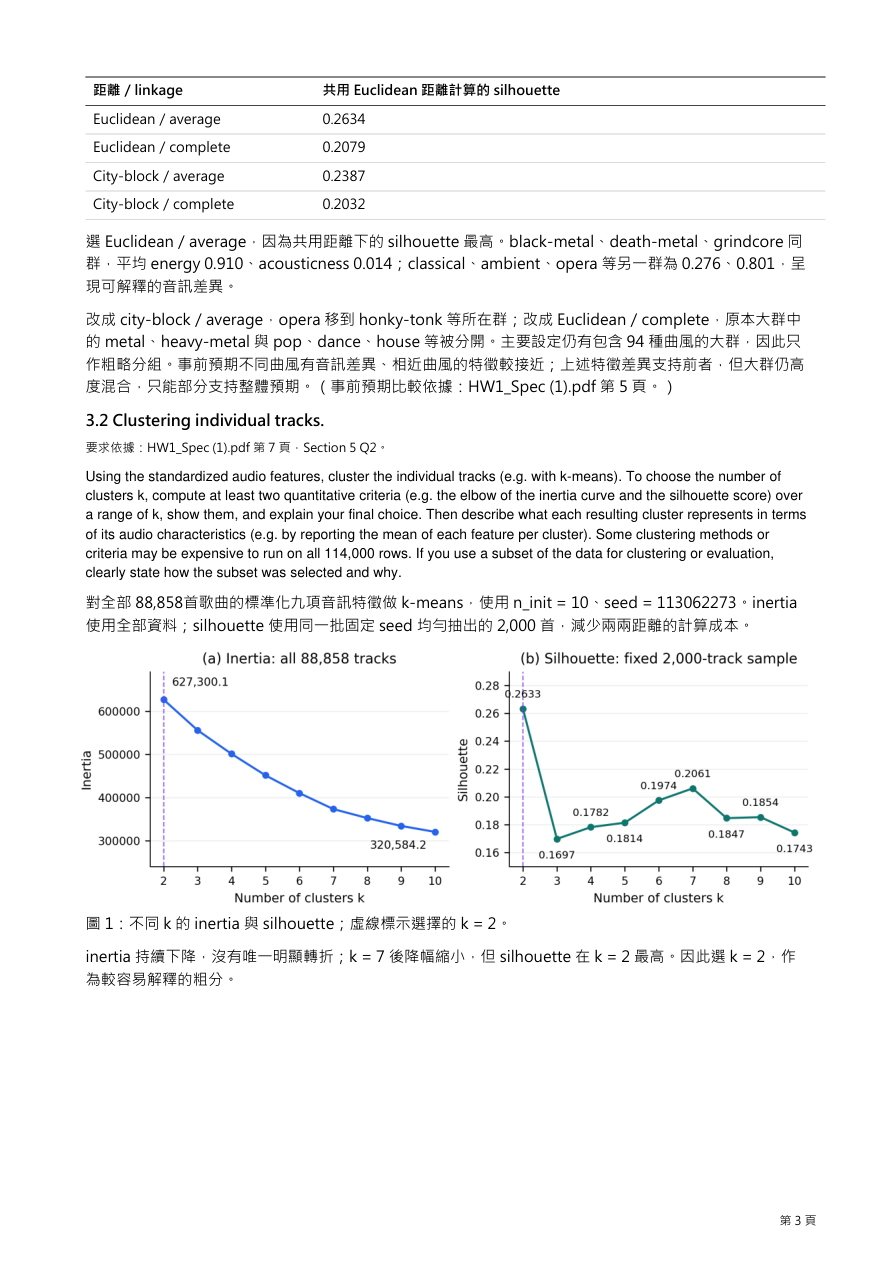 距離 / linkage 共用 Euclidean 距離計算的 silhouette
Euclidean / average 0.2634
Euclidean / complete 0.2079
City-block / average 0.2387
City-block / complete 0.2032
選 Euclidean / average，因為共用距離下的 silhouette 最高。black-metal、death-metal、grindcore 同
群，平均 energy 0.910、acousticness 0.014；classical、ambient、opera 等另一群為 0.276、0.801，呈
現可解釋的音訊差異。
改成 city-block / average，opera 移到 honky-tonk 等所在群；改成 Euclidean / complete，原本大群中
的 metal、heavy-metal 與 pop、dance、house 等被分開。主要設定仍有包含 94 種曲風的大群，因此只
作粗略分組。事前預期不同曲風有音訊差異、相近曲風的特徵較接近；上述特徵差異支持前者，但大群仍高
度混合，只能部分支持整體預期。（事前預期比較依據：HW1_Spec (1).pdf 第 5 頁。）
3.2 Clustering individual tracks.
要求依據：HW1_Spec (1).pdf 第 7 頁，Section 5 Q2。
Using the standardized audio features, cluster the individual tracks (e.g. with k-means). To choose the number of
clusters k, compute at least two quantitative criteria (e.g. the elbow of the inertia curve and the silhouette score) over
a range of k, show them, and explain your final choice. Then describe what each resulting cluster represents in terms
of its audio characteristics (e.g. by reporting the mean of each feature per cluster). Some clustering methods or
criteria may be expensive to run on all 114,000 rows. If you use a subset of the data for clustering or evaluation,
clearly state how the subset was selected and why.
對全部 88,858首歌曲的標準化九項音訊特徵做 k-means，使用 n_init = 10、seed = 113062273。inertia
使用全部資料；silhouette 使用同一批固定 seed 均勻抽出的 2,000 首，減少兩兩距離的計算成本。
(a) Inertia: all 88,858 tracks
627,300.1
600000
500000
400000
300000
320,584.2
Inertia
2 3 4 5 6 7 8 9 10
Number of clusters k
(b) Silhouette: fixed 2,000-track sample
0.28
0.26
0.24
0.22
0.20
0.18
0.16
Silhouette
0.2633
0.1697
0.1782
0.1814
0.1974
0.2061
0.1847
0.1854
0.1743
2 3 4 5 6 7 8 9 10
Number of clusters k
圖 1：不同 k 的 inertia 與 silhouette；虛線標示選擇的 k = 2。
inertia 持續下降，沒有唯一明顯轉折；k = 7 後降幅縮小，但 silhouette 在 k = 2 最高。因此選 k = 2，作
為較容易解釋的粗分。
第 3 頁